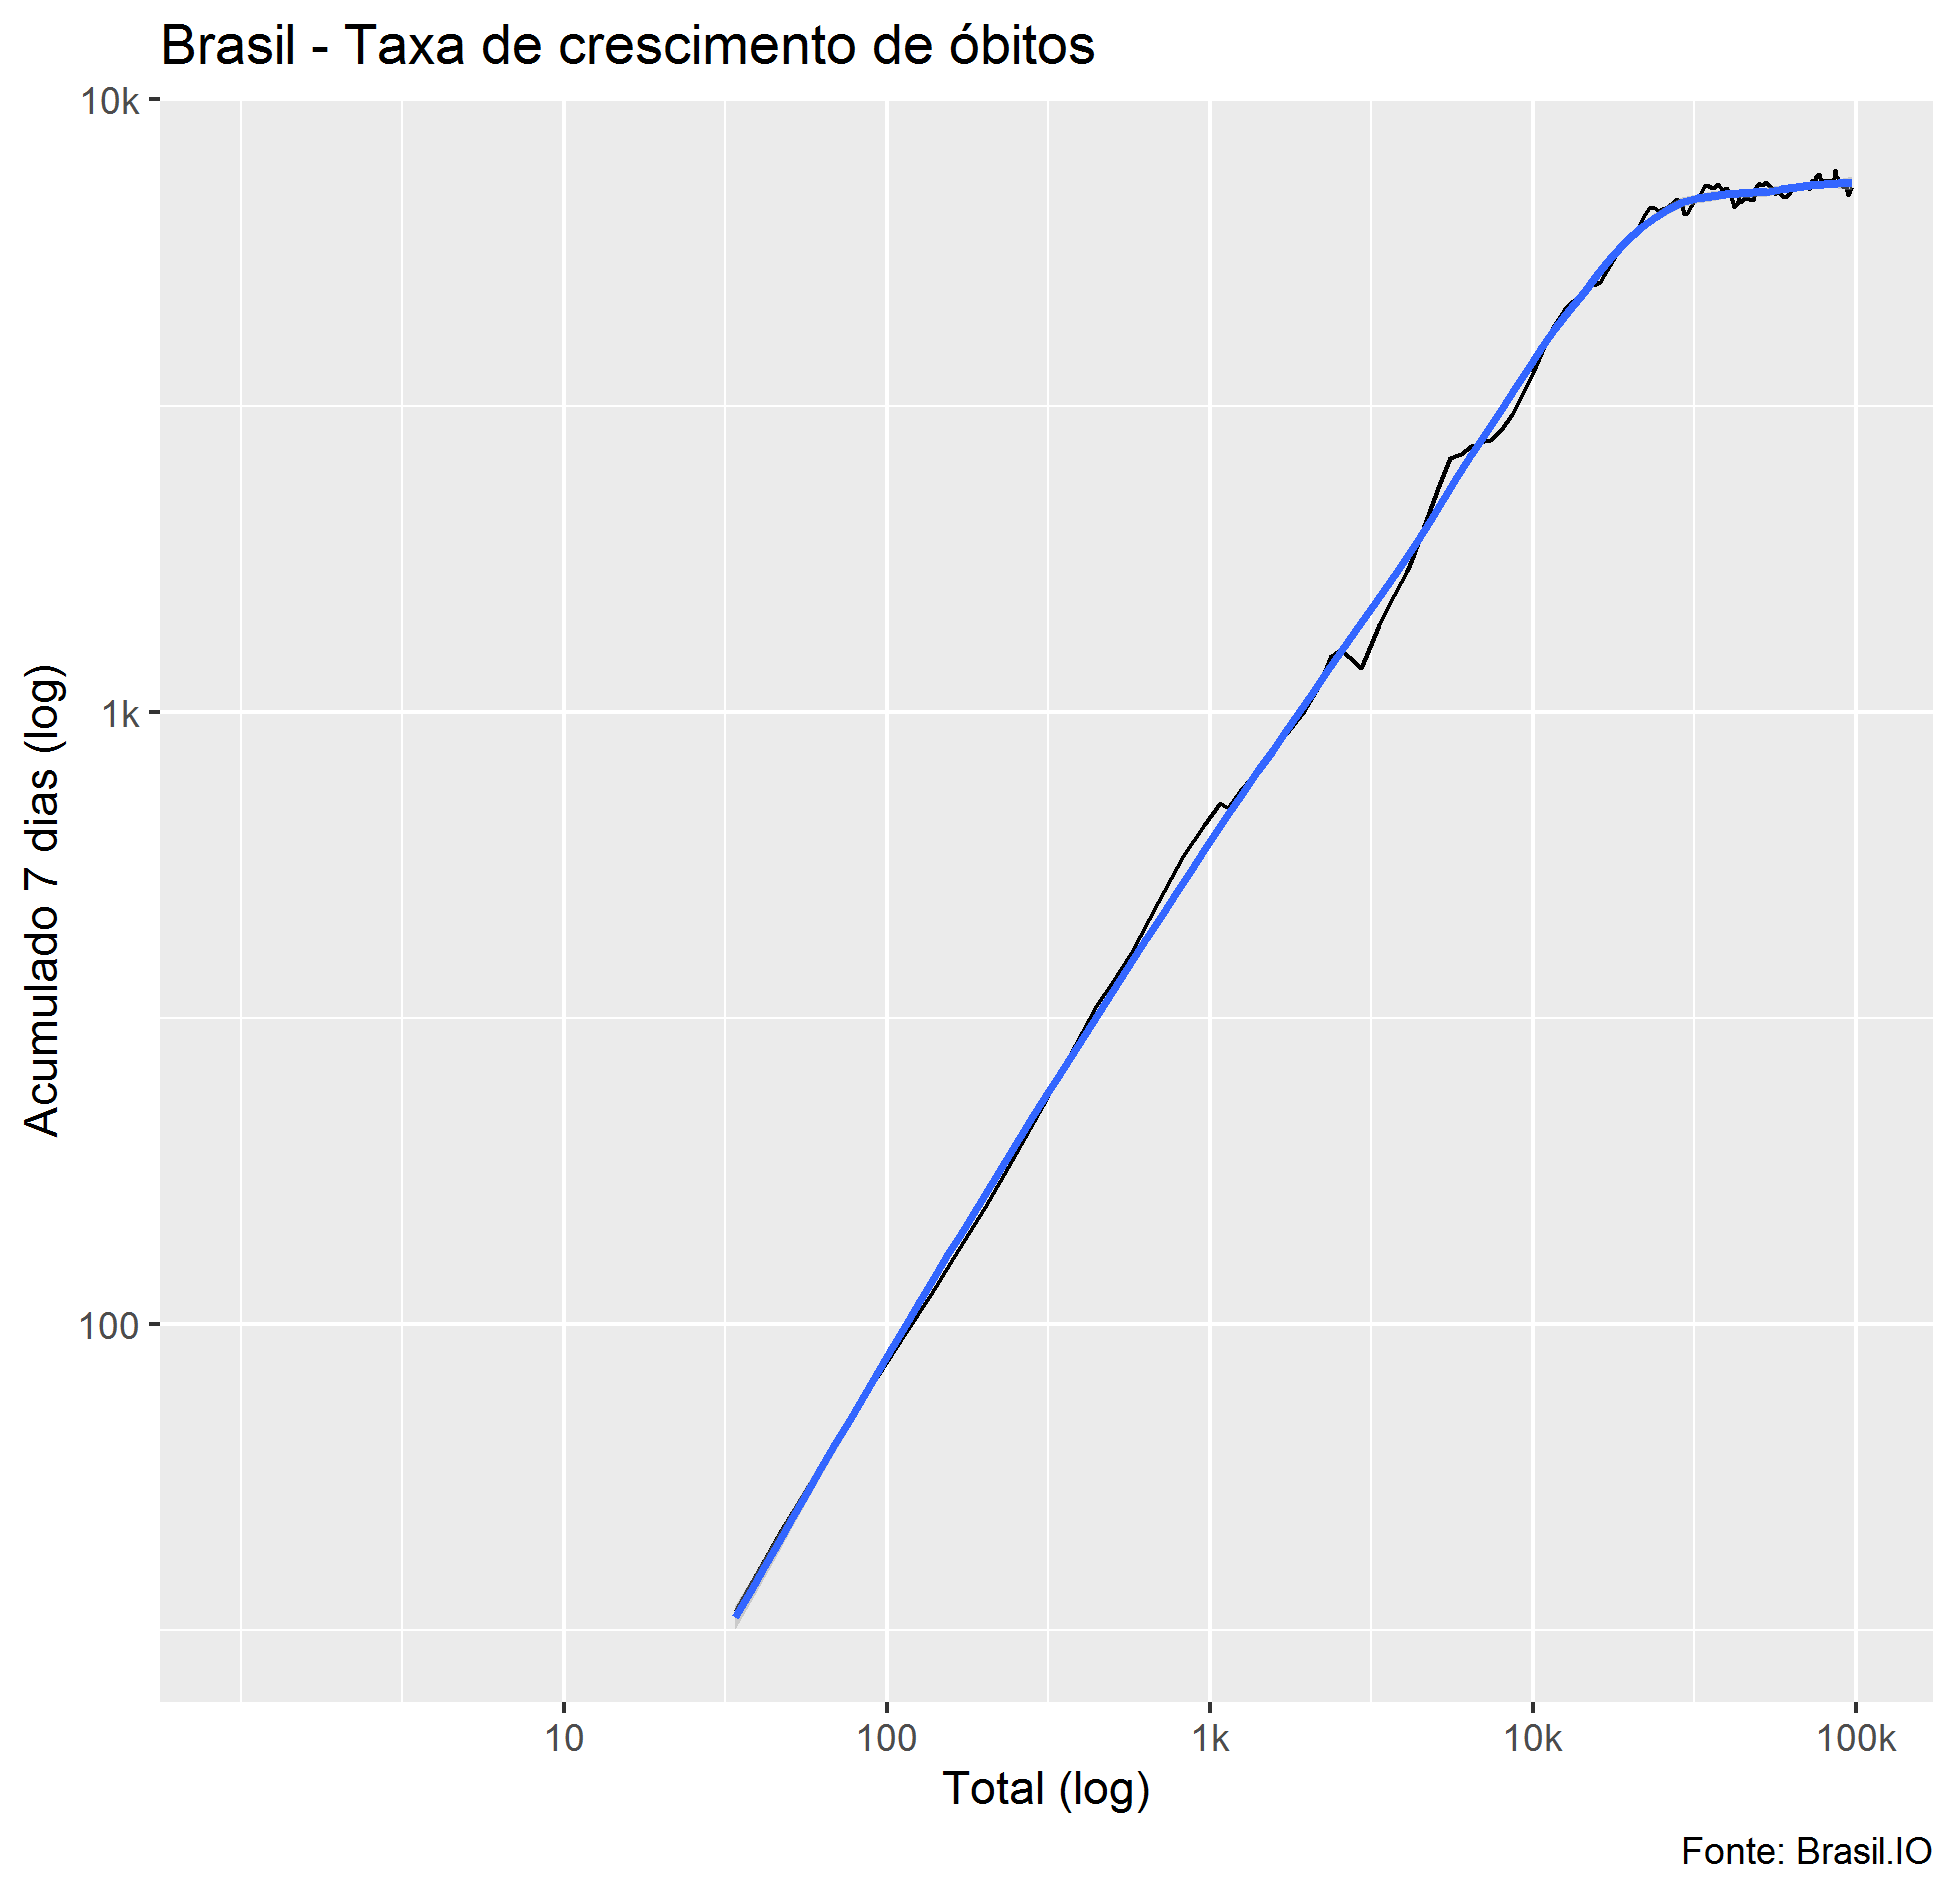 Brasil - Taxa de crescimento de óbitos
10k
1k
100
Acumulado 7 dias (log)
10
100
1k
10k
100k
Total (log)
Fonte: Brasil.IO